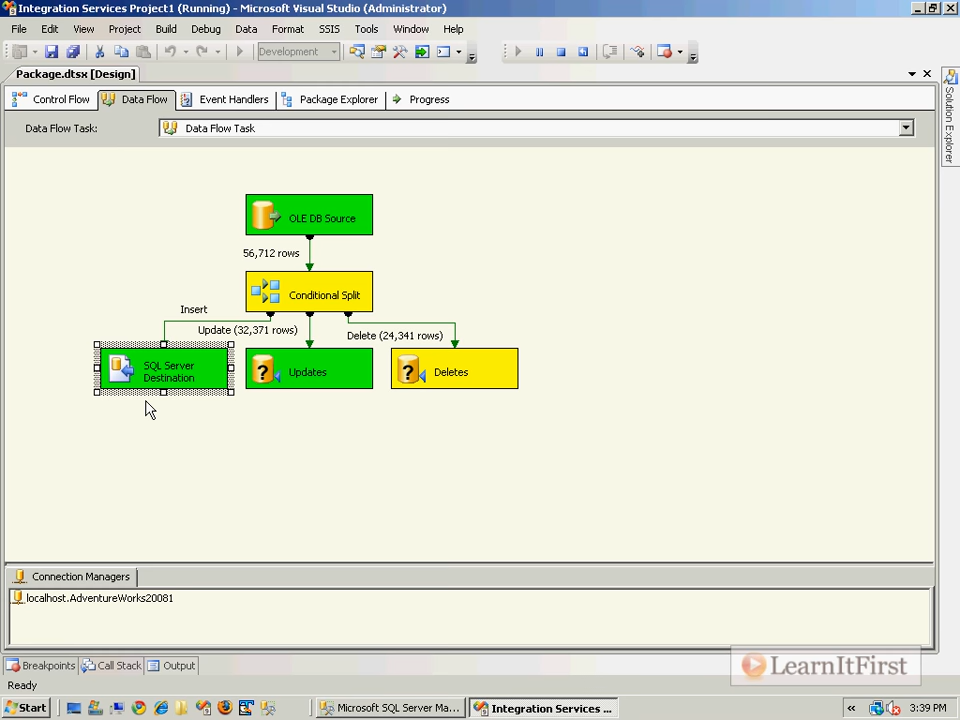 Integration Services Project1 (Running) - Microsoft Visual Studio (Administrator)
File Edit View Project Build Debug Data Format SSIS Tools Window Help
Development
Package.dtsx [Design]
Control Flow Data Flow Event Handlers Package Explorer Progress
Data Flow Task: Data Flow Task
Solution Explorer
OLE DB Source
56,712 rows
Conditional Split
Insert
Update (32,371 rows)
Delete (24,341 rows)
SQL Server
Destination
Updates
Deletes
Connection Managers
localhost.AdventureWorks20081
LearnItFirst
Breakpoints Call Stack Output
Ready
Start Microsoft SQL Server Ma... Integration Services ... « 3:39 PM